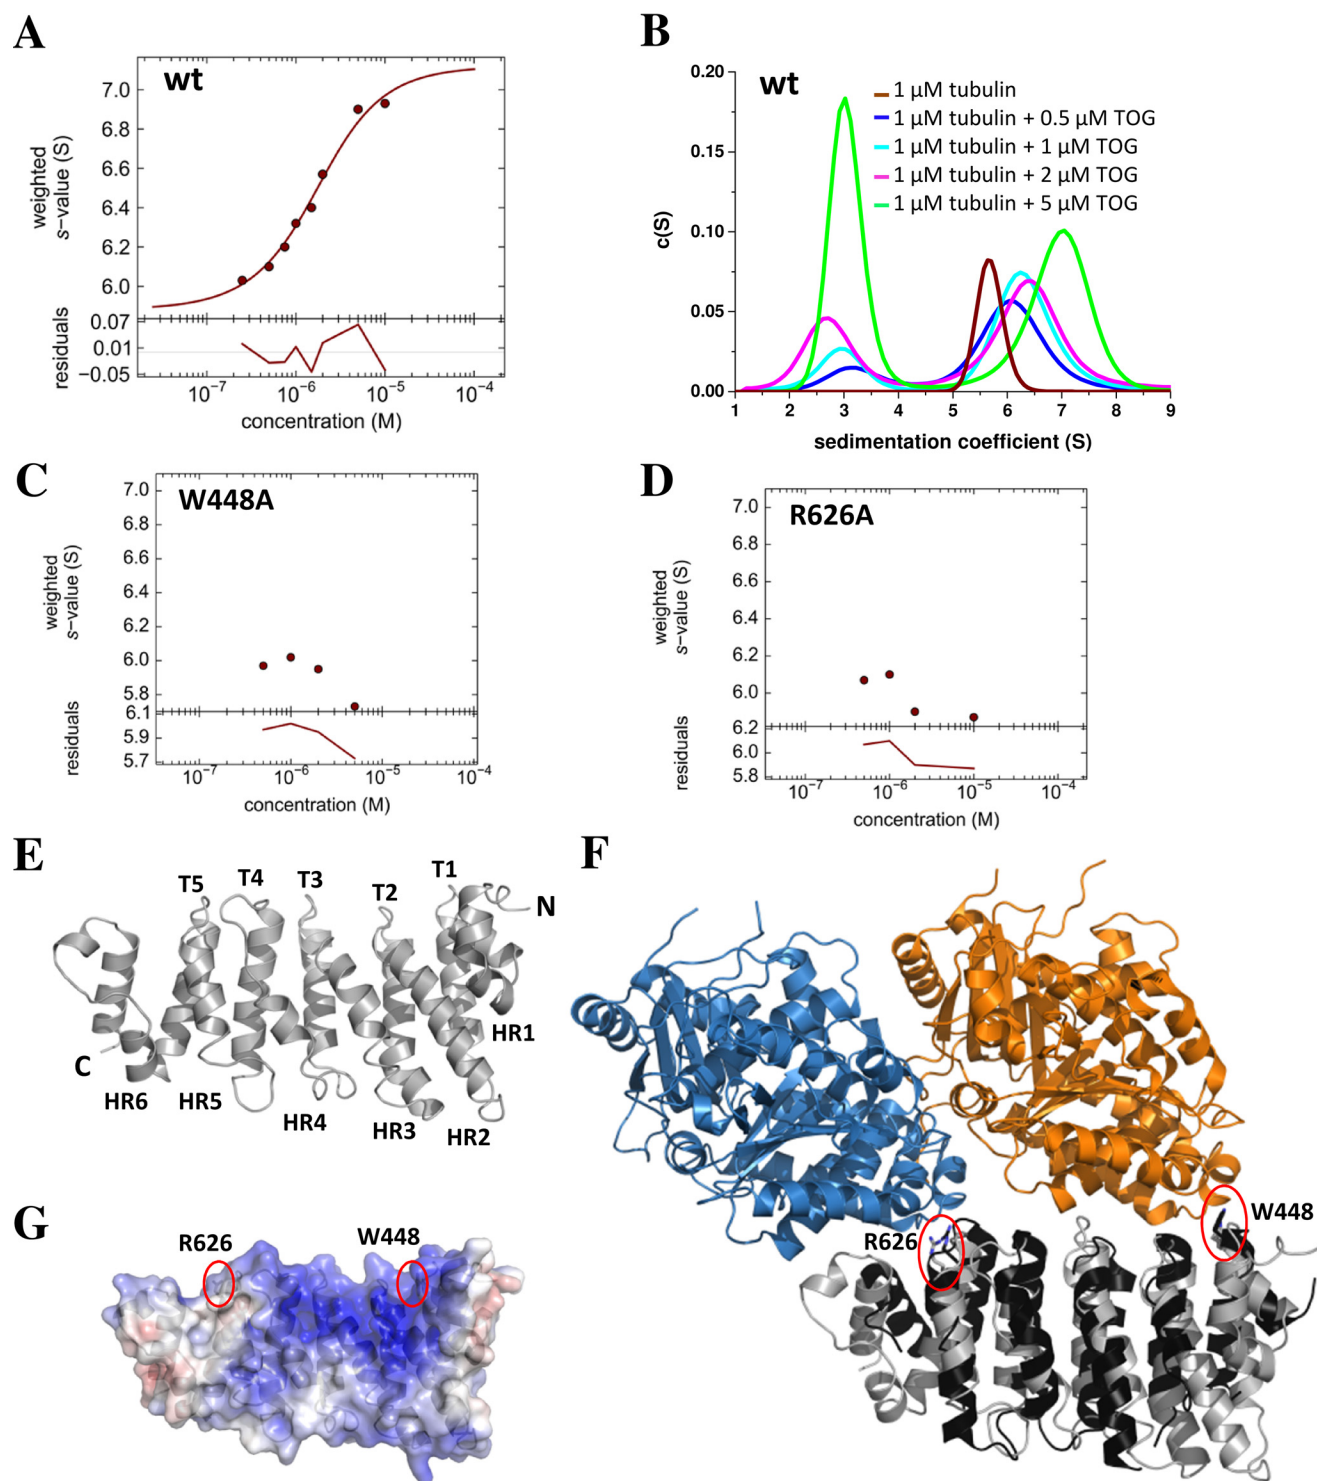 A
wt
weighted
s-value (S)
7.0
6.8
6.6
6.4
6.2
6.0
residuals
0.07
0.01
−0.05
10⁻⁷
10⁻⁶
10⁻⁵
10⁻⁴
concentration (M)
B
wt
c(S)
0.20
0.15
0.10
0.05
0.00
1 µM tubulin
1 µM tubulin + 0.5 µM TOG
1 µM tubulin + 1 µM TOG
1 µM tubulin + 2 µM TOG
1 µM tubulin + 5 µM TOG
1 2 3 4 5 6 7 8 9
sedimentation coefficient (S)
C
W448A
weighted
s-value (S)
7.0
6.8
6.6
6.4
6.2
6.0
5.8
residuals
6.1
5.9
5.7
10⁻⁷
10⁻⁶
10⁻⁵
10⁻⁴
concentration (M)
D
R626A
weighted
s-value (S)
7.0
6.8
6.6
6.4
6.2
6.0
residuals
6.2
6.0
5.8
10⁻⁷
10⁻⁶
10⁻⁵
10⁻⁴
concentration (M)
E
T5
T4
T3
T2
T1
N
C
HR6
HR5
HR4
HR3
HR2
HR1
F
R626
W448
G
R626
W448